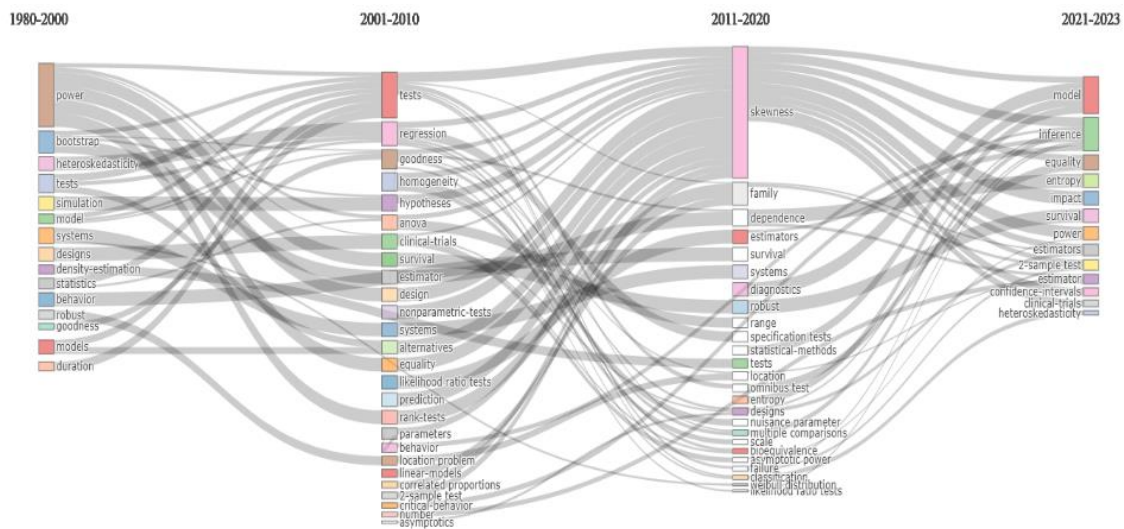 1980-2000
2001-2010
2011-2020
2021-2023
power
bootstrap
heteroskedasticity
tests
simulation
model
systems
designs
density-estimation
statistics
behavior
robust
goodness
models
duration
tests
regression
goodness
homogeneity
hypotheses
anova
clinical-trials
survival
estimator
design
nonparametric-tests
systems
alternatives
equality
likelihood ratio tests
prediction
rank-tests
parameters
behavior
location problem
linear-models
correlated proportions
2-sample test
critical-behavior
number
asymptotics
skewness
family
dependence
estimators
survival
systems
diagnostics
robust
range
specification tests
statistical-methods
tests
location
omnibus test
entropy
designs
nuisance parameter
multiple comparisons
scale
bioequivalence
asymptotic power
failure
classification
weibull distribution
likelihood ratio tests
model
inference
equality
entropy
impact
survival
power
estimators
2-sample test
estimator
confidence-intervals
clinical-trials
heteroskedasticity